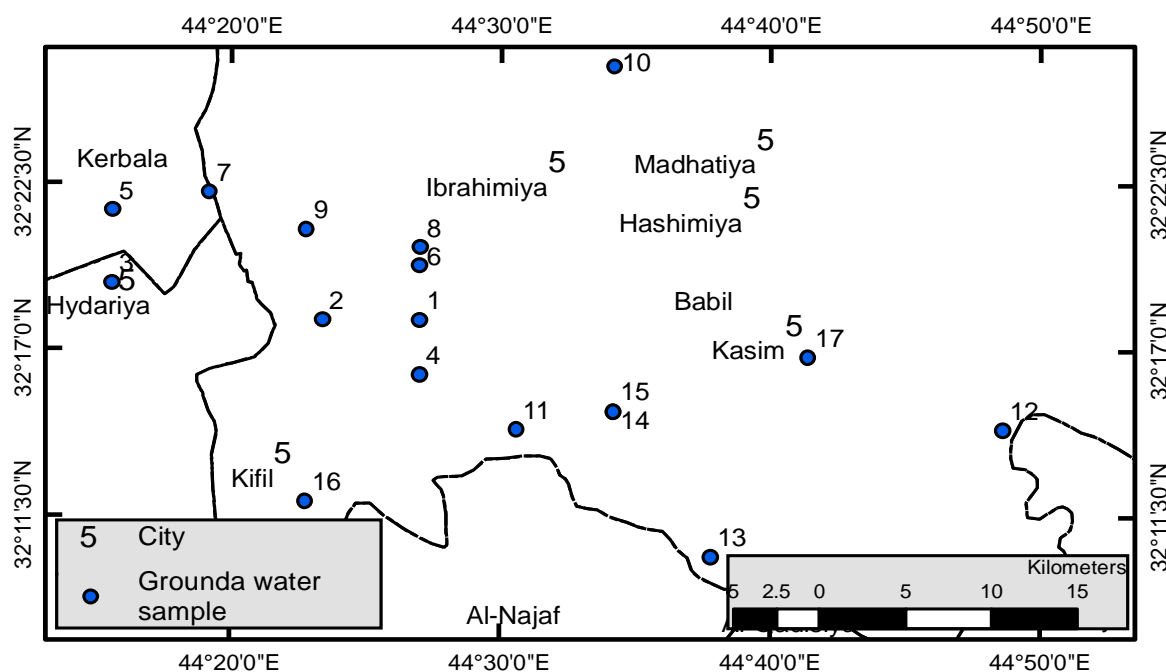 44°20'0"E 44°30'0"E 44°40'0"E 44°50'0"E
10
5
Madhatiya
Kerbala
5
7
5
Ibrahimiya
5
Hashimiya
9
8
6
3
5
Hydariya
2
1
Babil
5
17
Kasim
4
15
14
11
12
5
Kifil
16
13
32°22'30"N
32°17'0"N
32°11'30"N
32°22'30"N
32°17'0"N
32°11'30"N
5 City
Grounda water
sample
Al-Najaf
Kilometers
5 2.5 0 5 10 15
44°20'0"E 44°30'0"E 44°40'0"E 44°50'0"E